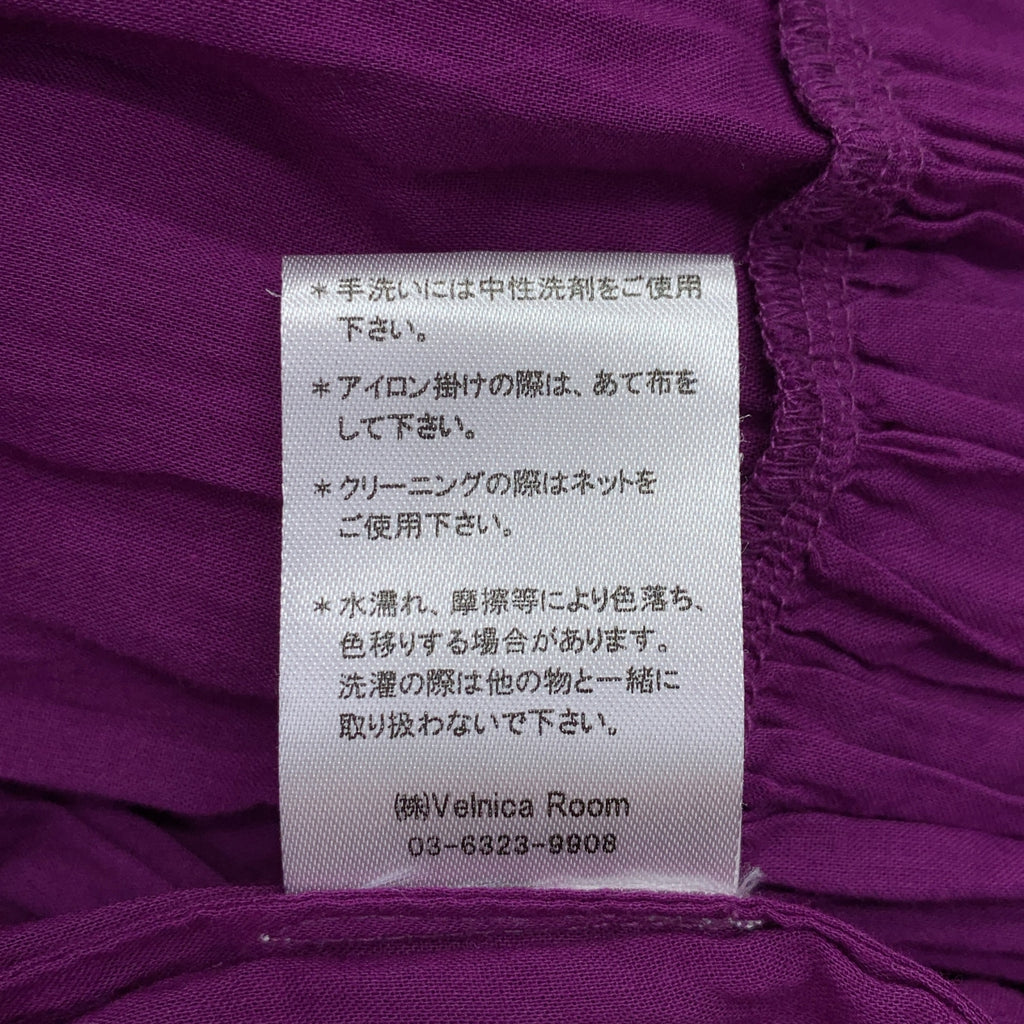 ＊手洗いには中性洗剤をご使用
下さい。
＊アイロン掛けの際は、あて布を
して下さい。
＊クリーニングの際はネットを
ご使用下さい。
＊水濡れ、摩擦等により色落ち、
色移りする場合があります。
洗濯の際は他の物と一緒に
取り扱わないで下さい。
㈱Velnica Room
03-6323-9908